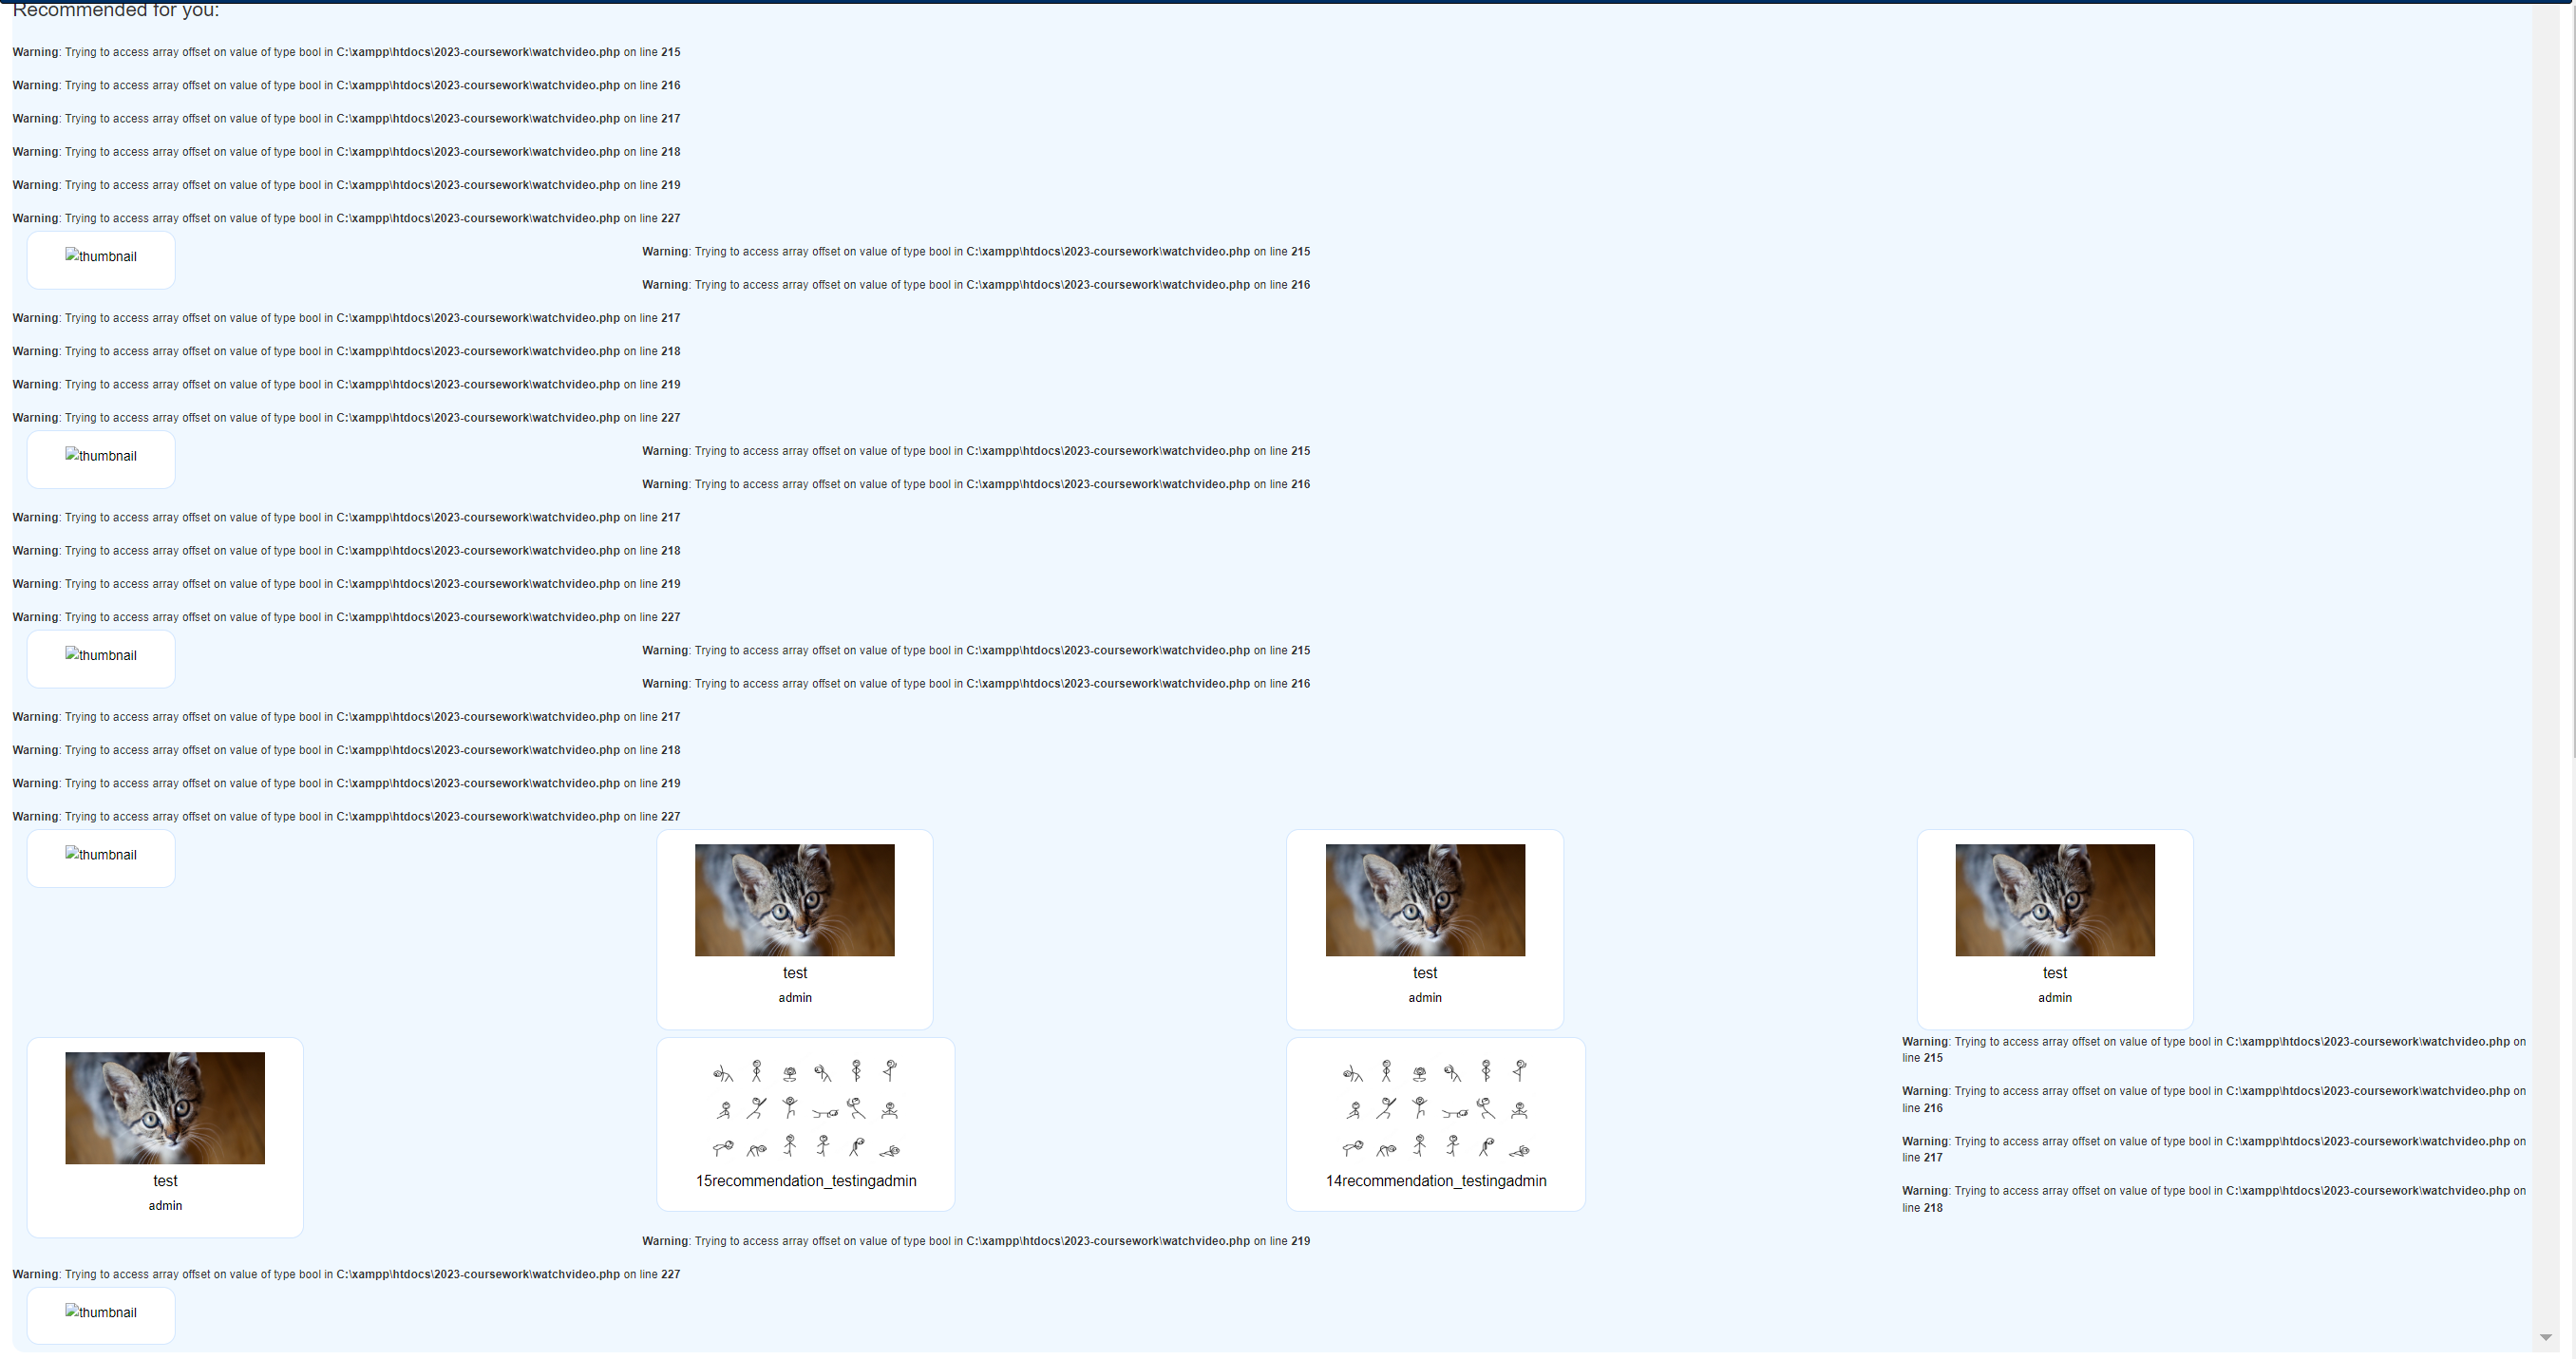 Recommended for you:
Warning: Trying to access array offset on value of type bool in C:\xampp\htdocs\2023-coursework\watchvideo.php on line 215
Warning: Trying to access array offset on value of type bool in C:\xampp\htdocs\2023-coursework\watchvideo.php on line 216
Warning: Trying to access array offset on value of type bool in C:\xampp\htdocs\2023-coursework\watchvideo.php on line 217
Warning: Trying to access array offset on value of type bool in C:\xampp\htdocs\2023-coursework\watchvideo.php on line 218
Warning: Trying to access array offset on value of type bool in C:\xampp\htdocs\2023-coursework\watchvideo.php on line 219
Warning: Trying to access array offset on value of type bool in C:\xampp\htdocs\2023-coursework\watchvideo.php on line 227
thumbnail
Warning: Trying to access array offset on value of type bool in C:\xampp\htdocs\2023-coursework\watchvideo.php on line 215
Warning: Trying to access array offset on value of type bool in C:\xampp\htdocs\2023-coursework\watchvideo.php on line 216
Warning: Trying to access array offset on value of type bool in C:\xampp\htdocs\2023-coursework\watchvideo.php on line 217
Warning: Trying to access array offset on value of type bool in C:\xampp\htdocs\2023-coursework\watchvideo.php on line 218
Warning: Trying to access array offset on value of type bool in C:\xampp\htdocs\2023-coursework\watchvideo.php on line 219
Warning: Trying to access array offset on value of type bool in C:\xampp\htdocs\2023-coursework\watchvideo.php on line 227
thumbnail
Warning: Trying to access array offset on value of type bool in C:\xampp\htdocs\2023-coursework\watchvideo.php on line 215
Warning: Trying to access array offset on value of type bool in C:\xampp\htdocs\2023-coursework\watchvideo.php on line 216
Warning: Trying to access array offset on value of type bool in C:\xampp\htdocs\2023-coursework\watchvideo.php on line 217
Warning: Trying to access array offset on value of type bool in C:\xampp\htdocs\2023-coursework\watchvideo.php on line 218
Warning: Trying to access array offset on value of type bool in C:\xampp\htdocs\2023-coursework\watchvideo.php on line 219
Warning: Trying to access array offset on value of type bool in C:\xampp\htdocs\2023-coursework\watchvideo.php on line 227
thumbnail
Warning: Trying to access array offset on value of type bool in C:\xampp\htdocs\2023-coursework\watchvideo.php on line 215
Warning: Trying to access array offset on value of type bool in C:\xampp\htdocs\2023-coursework\watchvideo.php on line 216
Warning: Trying to access array offset on value of type bool in C:\xampp\htdocs\2023-coursework\watchvideo.php on line 217
Warning: Trying to access array offset on value of type bool in C:\xampp\htdocs\2023-coursework\watchvideo.php on line 218
Warning: Trying to access array offset on value of type bool in C:\xampp\htdocs\2023-coursework\watchvideo.php on line 219
Warning: Trying to access array offset on value of type bool in C:\xampp\htdocs\2023-coursework\watchvideo.php on line 227
thumbnail
test
admin
test
admin
test
admin
test
admin
15recommendation_testingadmin
14recommendation_testingadmin
Warning: Trying to access array offset on value of type bool in C:\xampp\htdocs\2023-coursework\watchvideo.php on
line 215
Warning: Trying to access array offset on value of type bool in C:\xampp\htdocs\2023-coursework\watchvideo.php on
line 216
Warning: Trying to access array offset on value of type bool in C:\xampp\htdocs\2023-coursework\watchvideo.php on
line 217
Warning: Trying to access array offset on value of type bool in C:\xampp\htdocs\2023-coursework\watchvideo.php on
line 218
Warning: Trying to access array offset on value of type bool in C:\xampp\htdocs\2023-coursework\watchvideo.php on line 219
Warning: Trying to access array offset on value of type bool in C:\xampp\htdocs\2023-coursework\watchvideo.php on line 227
thumbnail